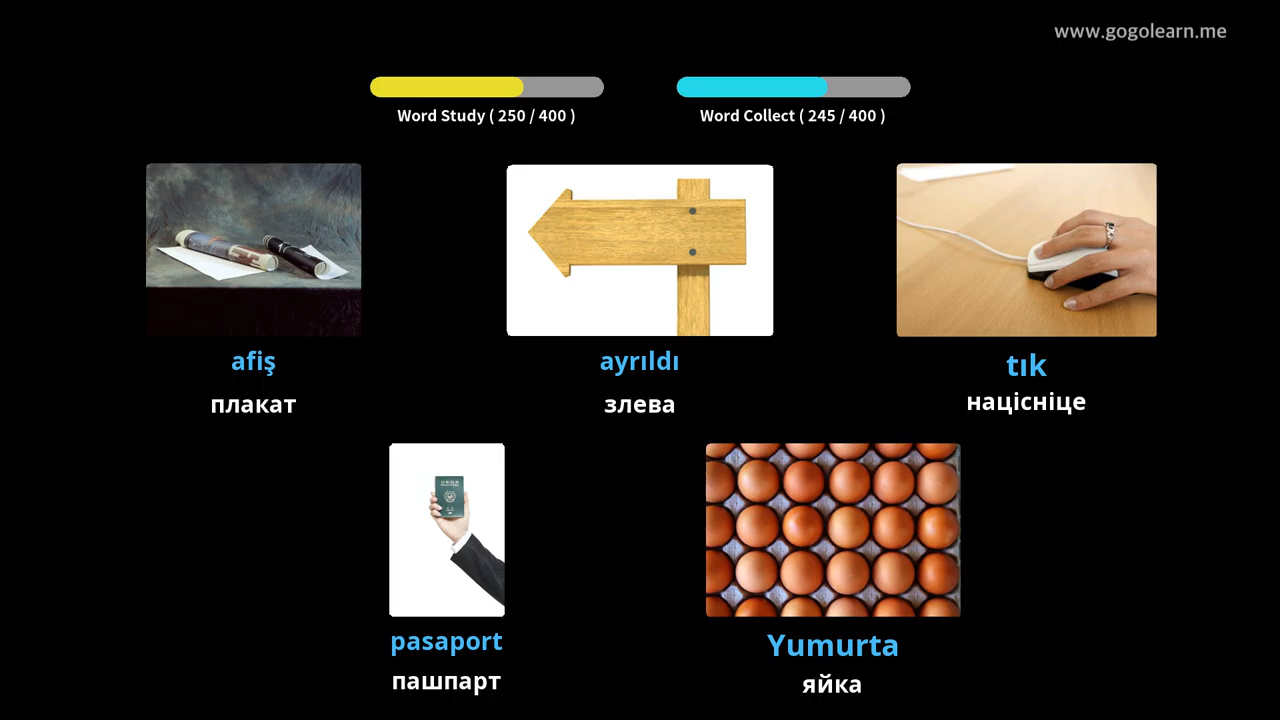 www.gogolearn.me
Word Study ( 250 / 400 )
Word Collect ( 245 / 400 )
afiş
плакат
ayrıldı
злева
tık
націсніце
pasaport
пашпарт
Yumurta
яйка